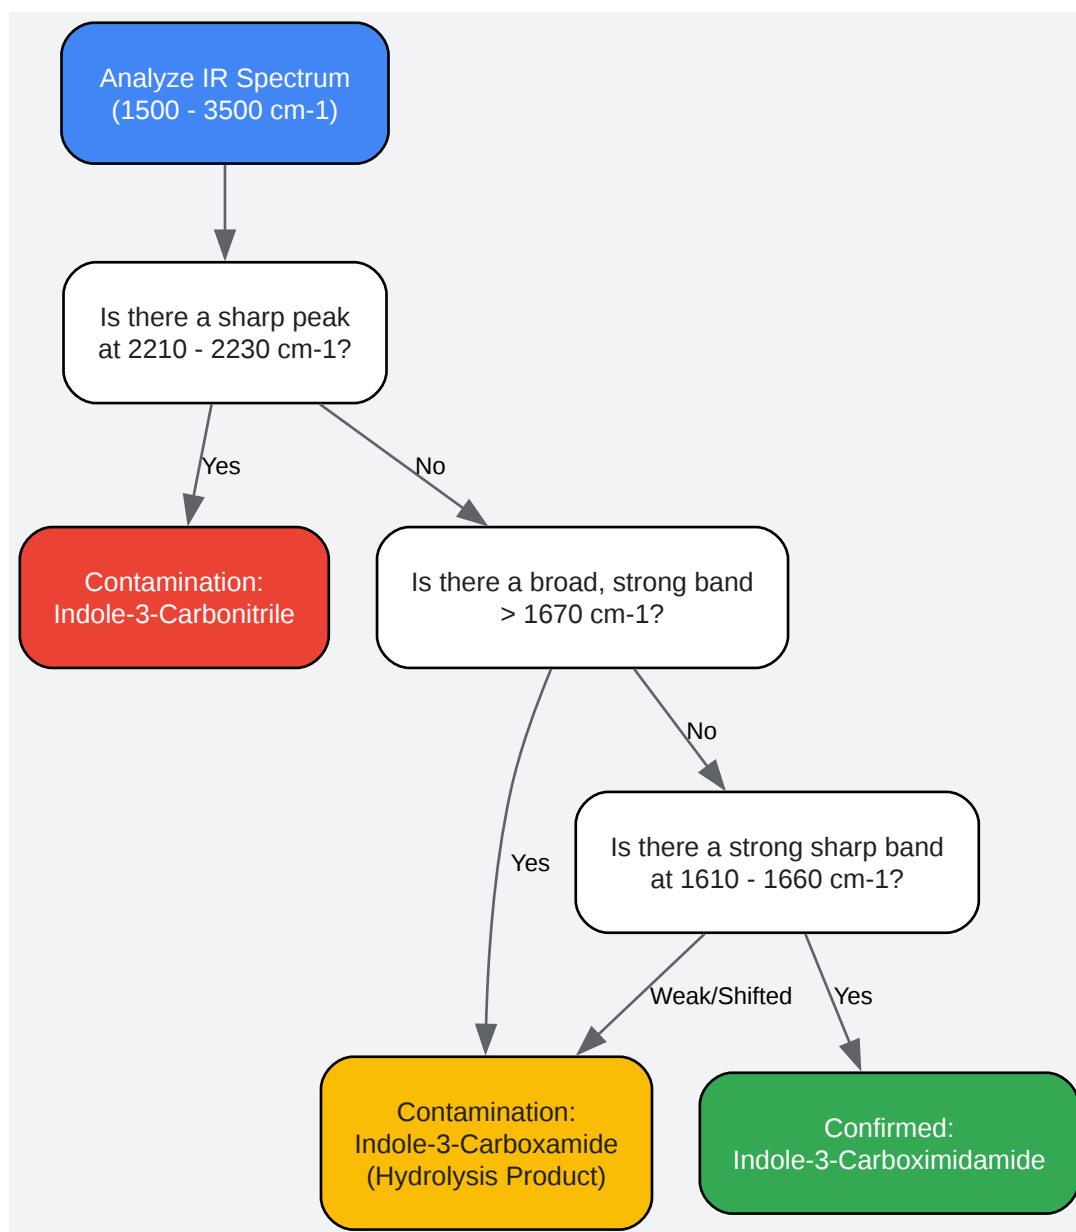 Analyze IR Spectrum
(1500 - 3500 cm-1)
Is there a sharp peak
at 2210 - 2230 cm-1?
Yes
No
Contamination:
Indole-3-Carbonitrile
Is there a broad, strong band
> 1670 cm-1?
No
Yes
Is there a strong sharp band
at 1610 - 1660 cm-1?
Weak/Shifted
Yes
Contamination:
Indole-3-Carboxamide
(Hydrolysis Product)
Confirmed:
Indole-3-Carboximidamide